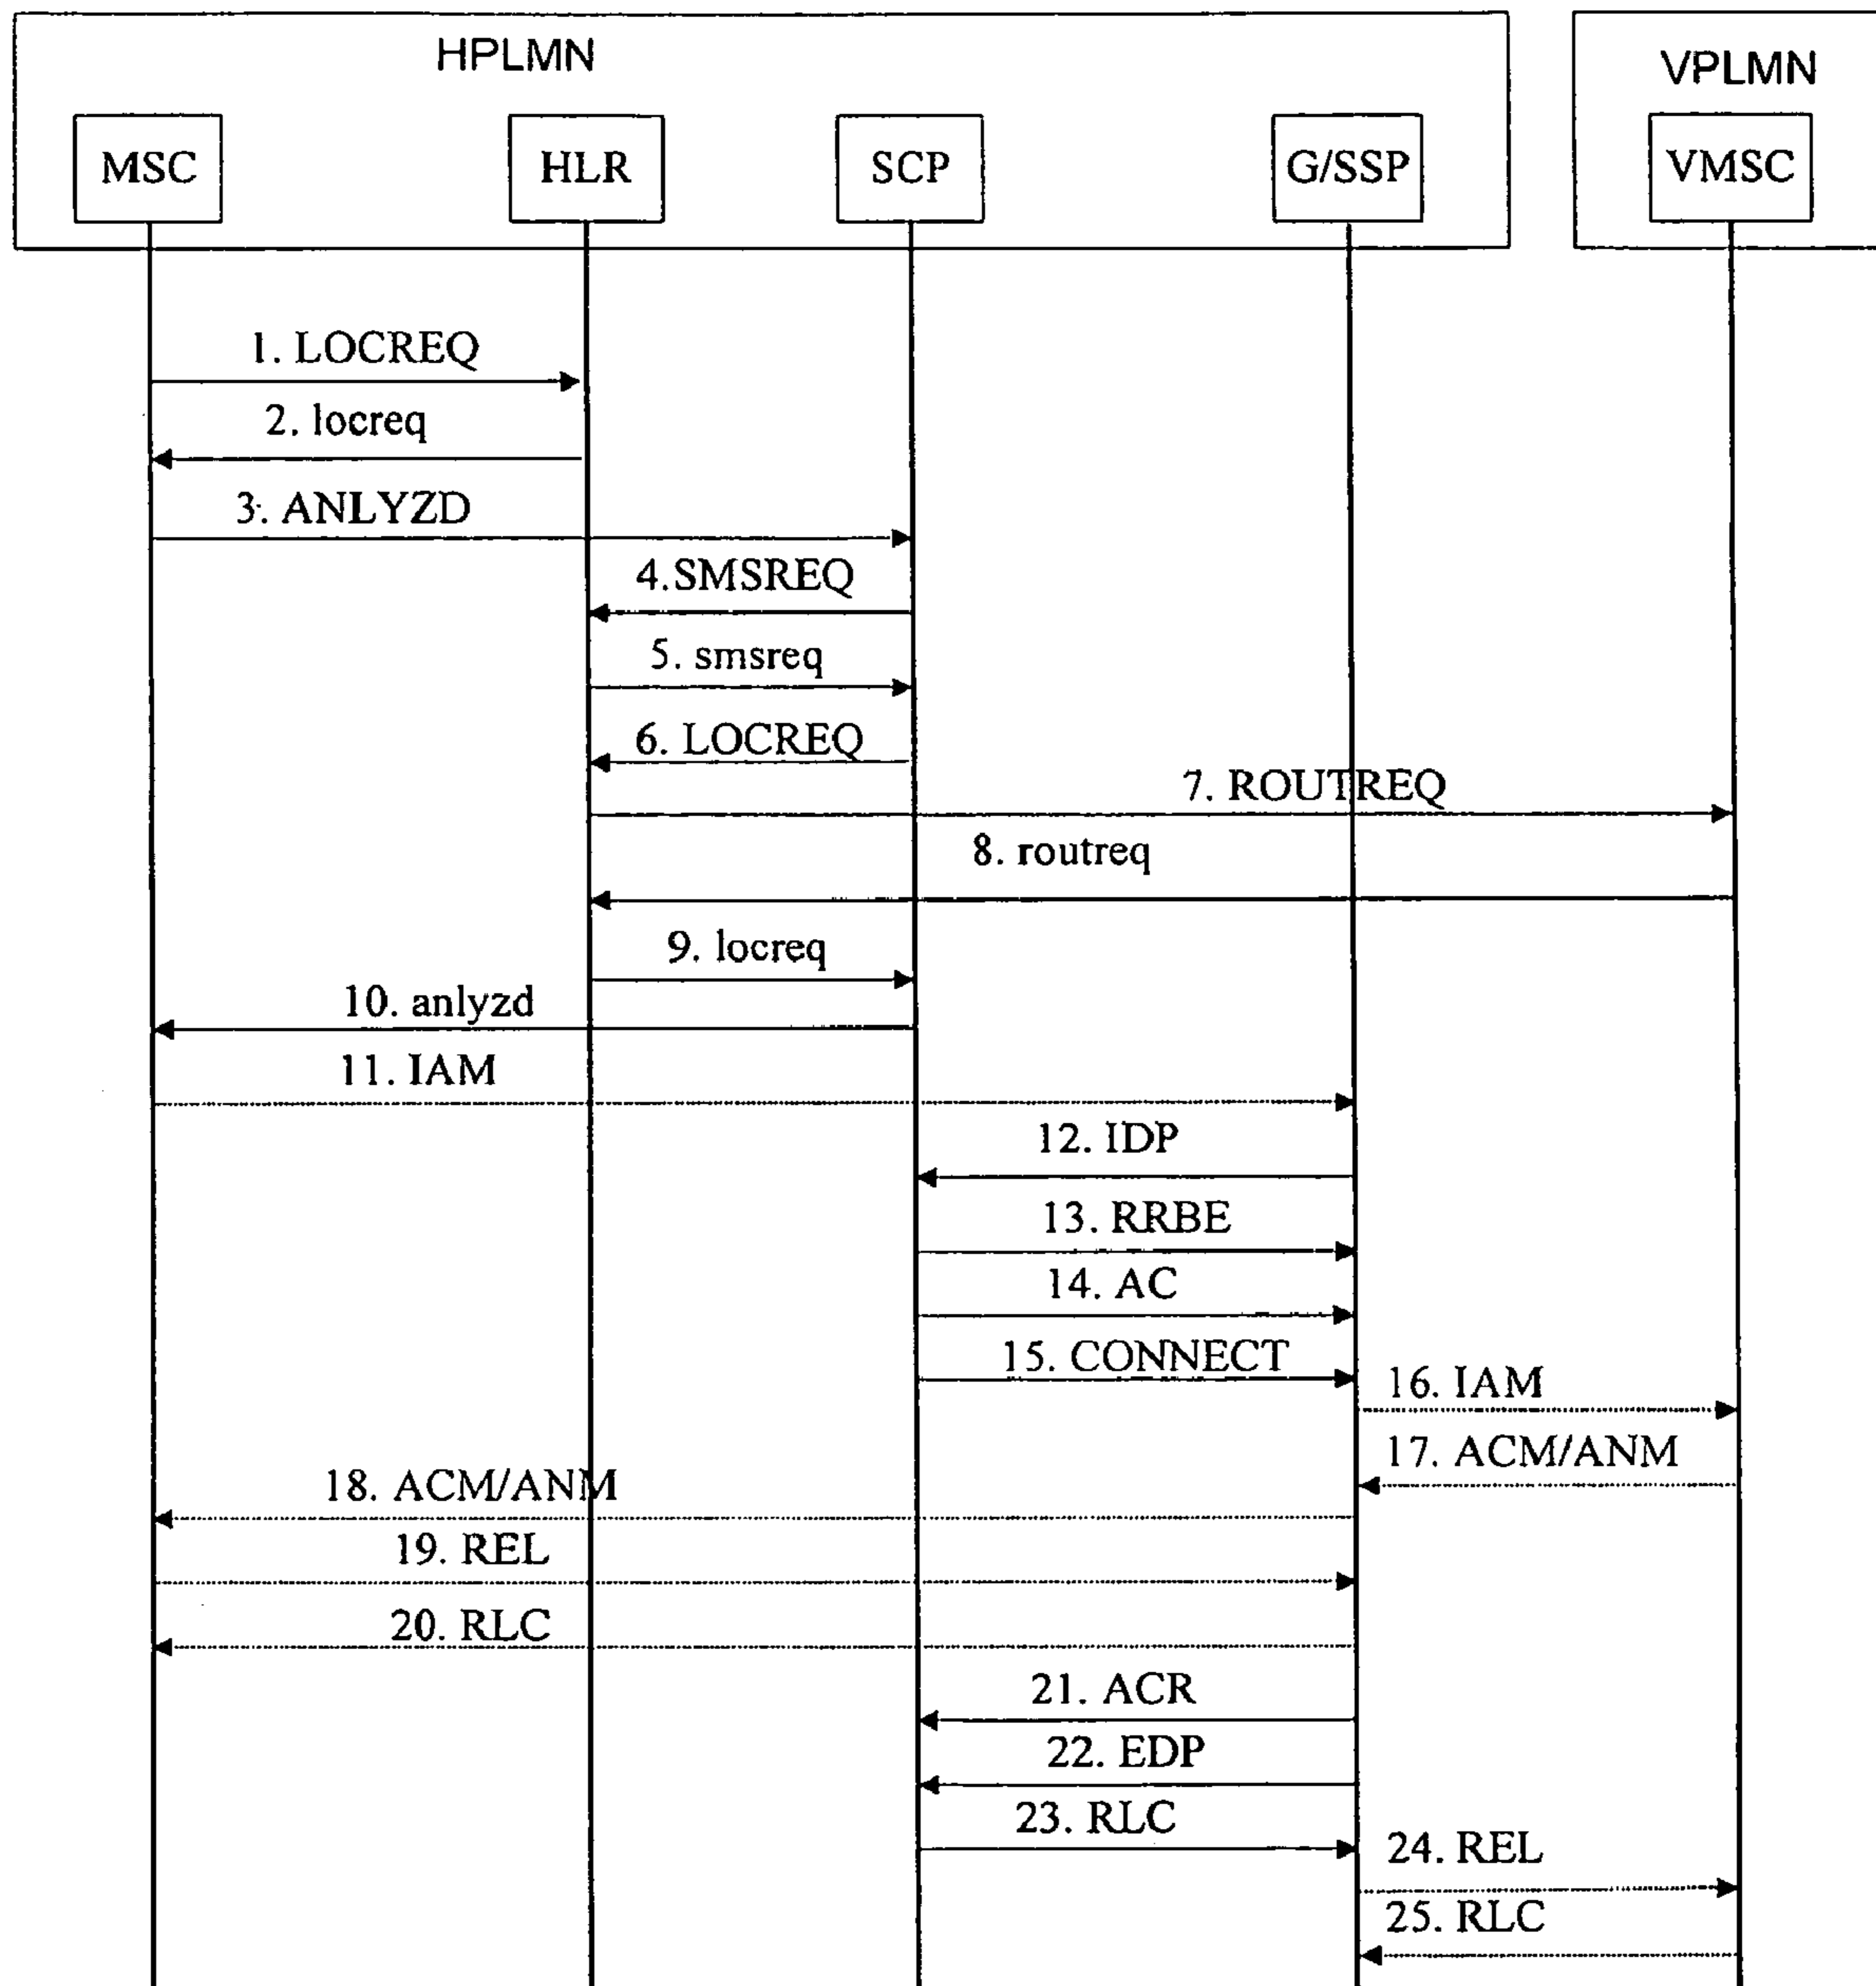 HPLMN
VPLMN
MSC
HLR
SCP
G/SSP
VMSC
1. LOCREQ
2. locreq
3. ANLYZD
4.SMSREQ
5. smsreq
6. LOCREQ
7. ROUTREQ
8. routreq
9. locreq
10. anlyzd
11. IAM
12. IDP
13. RRBE
14. AC
15. CONNECT
16. IAM
17. ACM/ANM
18. ACM/ANM
19. REL
20. RLC
21. ACR
22. EDP
23. RLC
24. REL
25. RLC